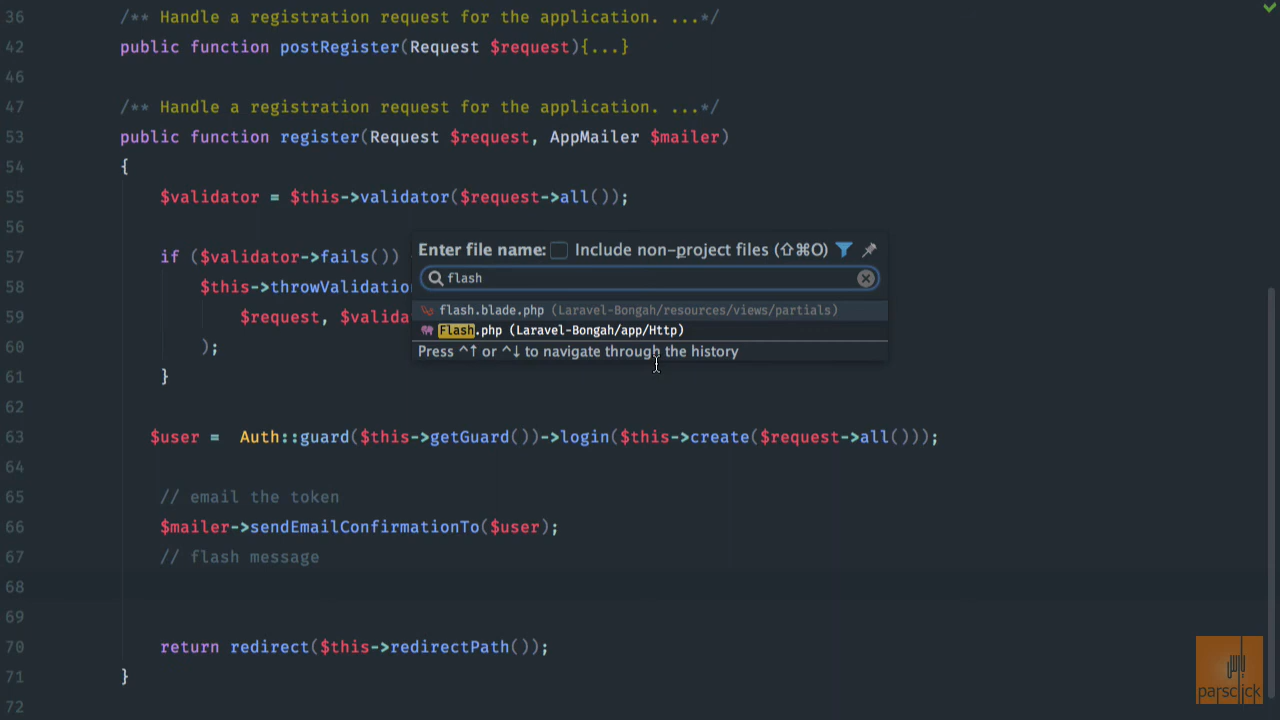 36 /** Handle a registration request for the application. ...*/
42 public function postRegister(Request $request){...}
46
47 /** Handle a registration request for the application. ...*/
53 public function register(Request $request, AppMailer $mailer)
54 {
55 $validator = $this->validator($request->all());
56
57 if ($validator->fails())
58 $this->throwValidatio
59 $request, $valida
60 );
61 }
62
63 $user =  Auth::guard($this->getGuard())->login($this->create($request->all()));
64
65 // email the token
66 $mailer->sendEmailConfirmationTo($user);
67 // flash message
68
69
70 return redirect($this->redirectPath());
71 }
72
Enter file name: Include non-project files (⇧⌘O)
flash
flash.blade.php (Laravel-Bongah/resources/views/partials)
Flash.php (Laravel-Bongah/app/Http)
Press ^↑ or ^↓ to navigate through the history
parsclick